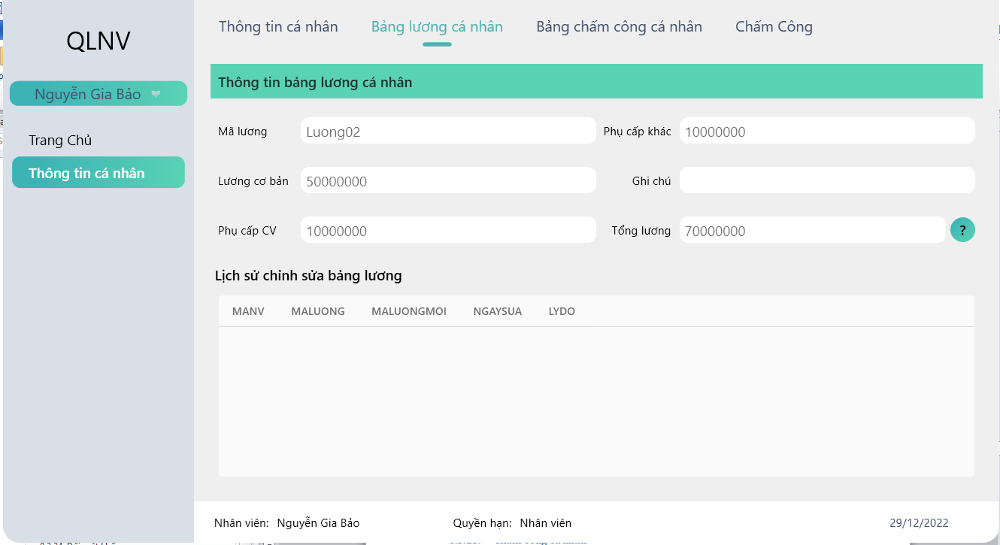 QLNV
Nguyễn Gia Bảo
Trang Chủ
Thông tin cá nhân
Thông tin cá nhân Bảng lương cá nhân Bảng chấm công cá nhân Chấm Công
Thông tin bảng lương cá nhân
Mã lương Luong02 Phụ cấp khác 10000000
Lương cơ bản 50000000 Ghi chú
Phụ cấp CV 10000000 Tổng lương 70000000 ?
Lịch sử chỉnh sửa bảng lương
MANV MALUONG MALUONGMOI NGAYSUA LYDO
Nhân viên: Nguyễn Gia Bảo Quyền hạn: Nhân viên 29/12/2022